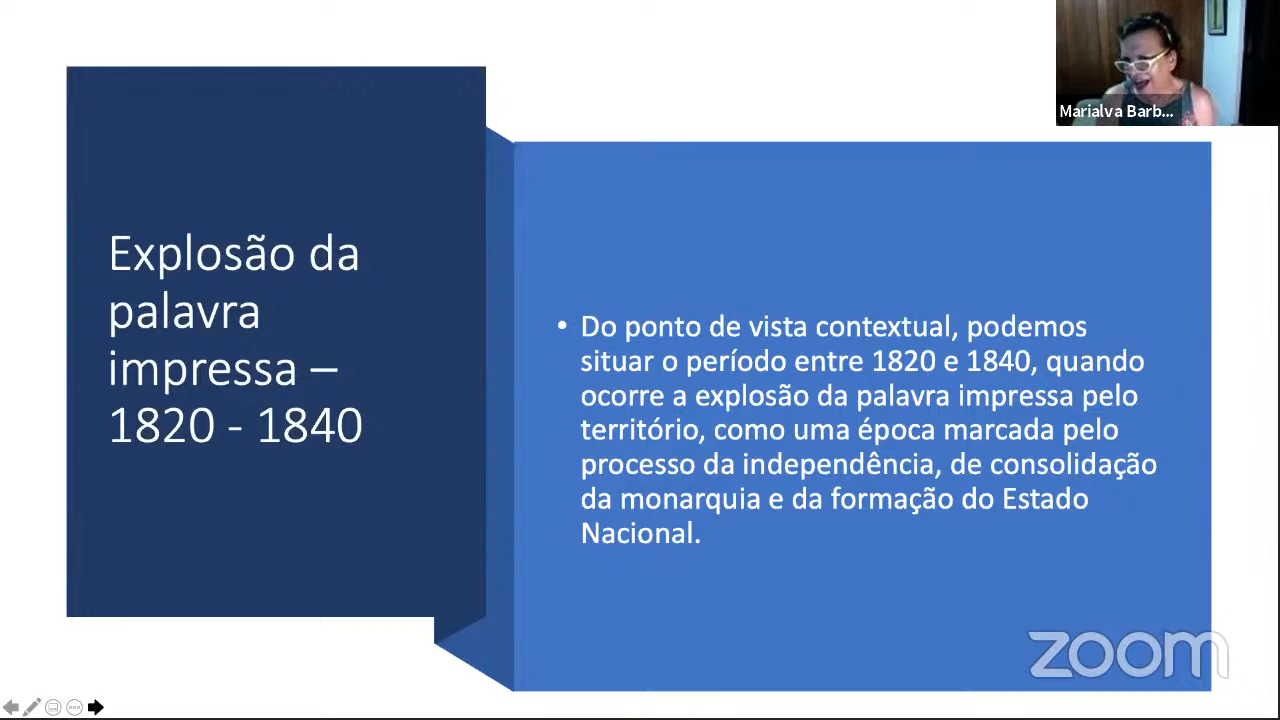 Marialva Barb...
Explosão da
palavra
impressa –
1820 - 1840
• Do ponto de vista contextual, podemos
situar o período entre 1820 e 1840, quando
ocorre a explosão da palavra impressa pelo
território, como uma época marcada pelo
processo da independência, de consolidação
da monarquia e da formação do Estado
Nacional.
zoom